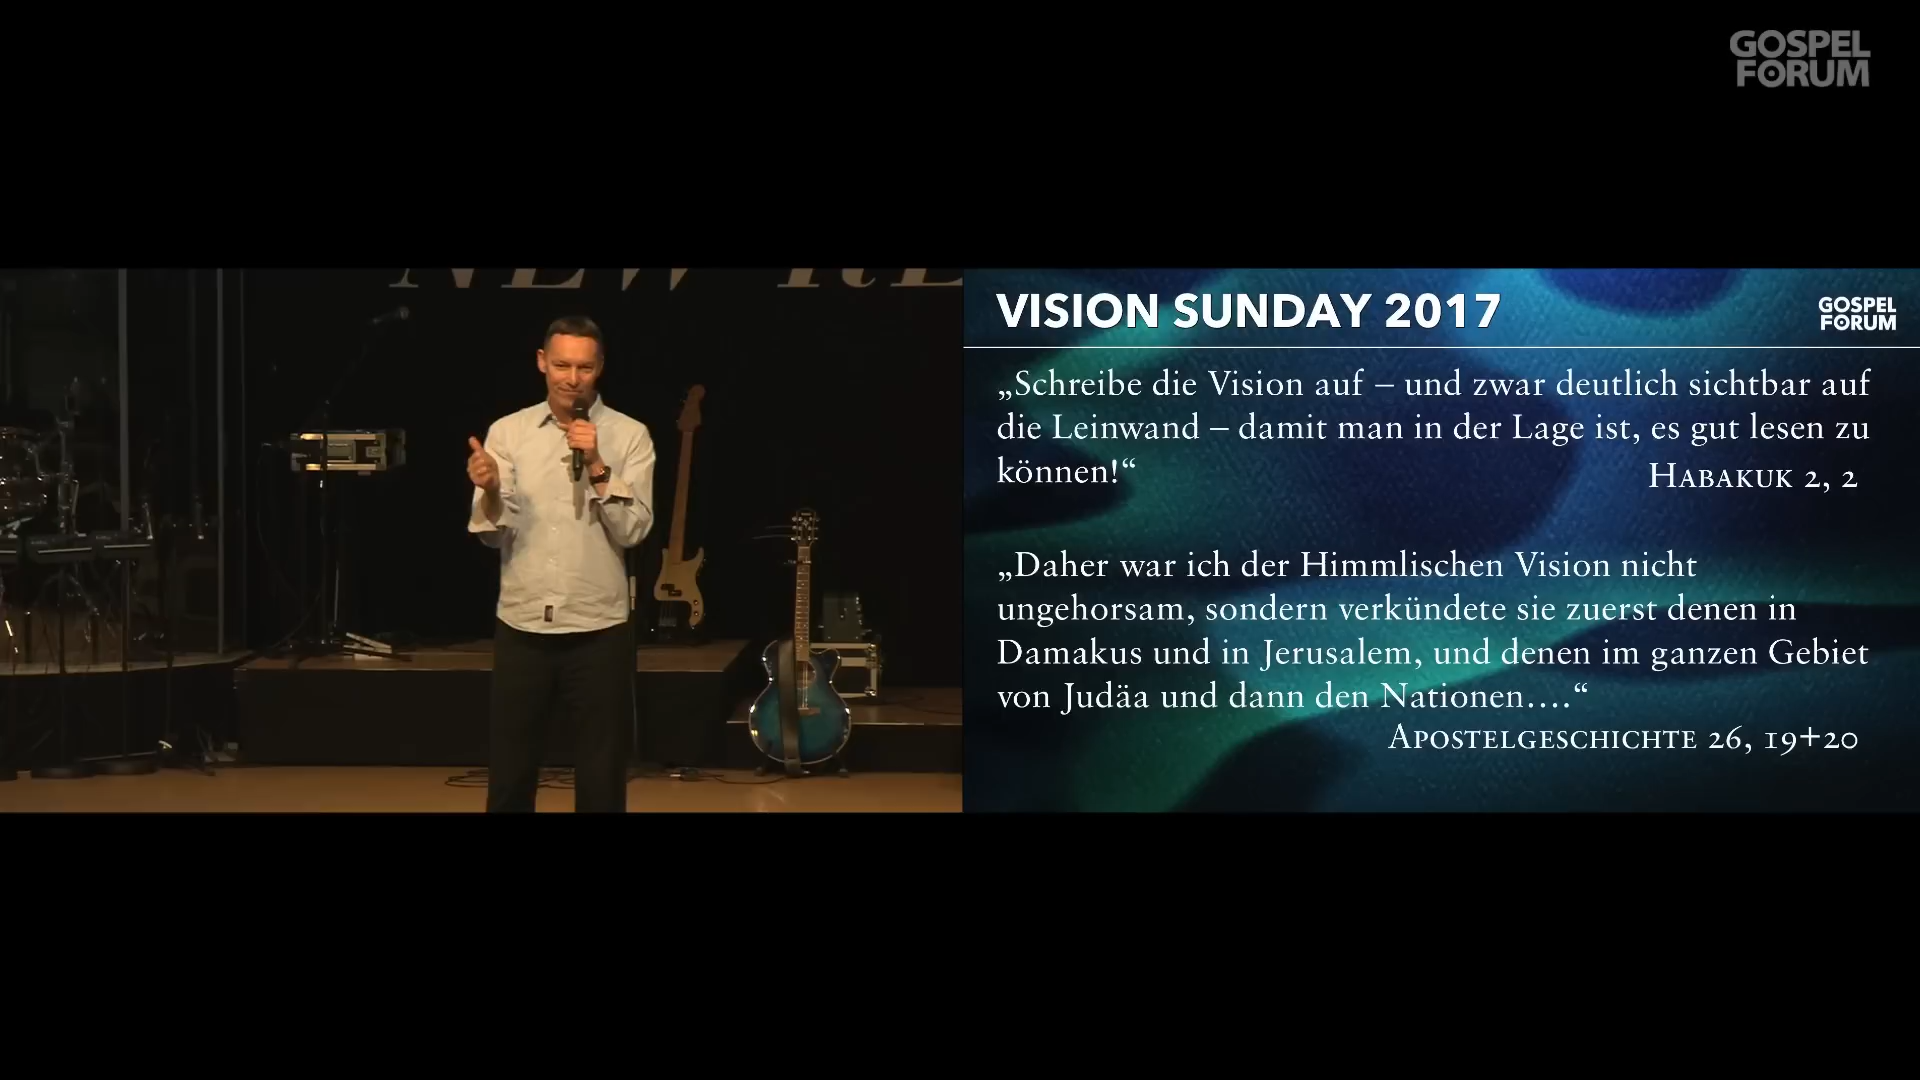 GOSPEL
FORUM
NEW RE
VISION SUNDAY 2017
GOSPEL
FORUM
„Schreibe die Vision auf – und zwar deutlich sichtbar auf
die Leinwand – damit man in der Lage ist, es gut lesen zu
können!“
HABAKUK 2, 2
„Daher war ich der Himmlischen Vision nicht
ungehorsam, sondern verkündete sie zuerst denen in
Damakus und in Jerusalem, und denen im ganzen Gebiet
von Judäa und dann den Nationen….“
APOSTELGESCHICHTE 26, 19+20